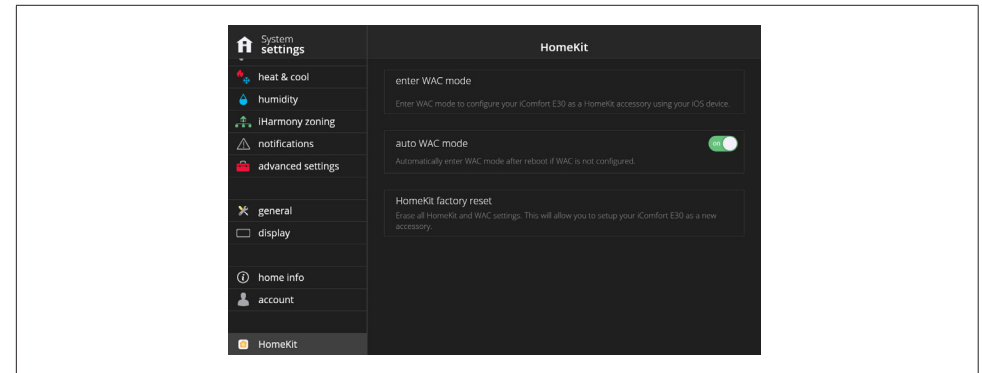 System
settings
HomeKit
heat & cool
humidity
iHarmony zoning
notifications
advanced settings
general
display
home info
account
HomeKit
enter WAC mode
Enter WAC mode to configure your iComfort E30 as a HomeKit accessory using your iOS device.
auto WAC mode
on
Automatically enter WAC mode after reboot if WAC is not configured.
HomeKit factory reset
Erase all HomeKit and WAC settings. This will allow you to setup your iComfort E30 as a new
accessory.